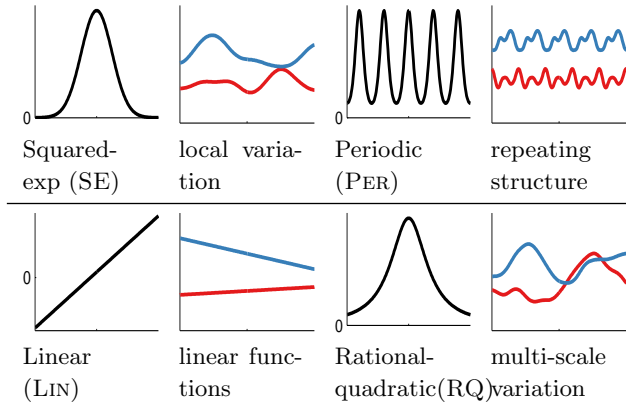 0
0
Squared-
exp (SE)
local varia-
tion
Periodic
(PER)
repeating
structure
0
0
Linear
(LIN)
linear func-
tions
Rational-
quadratic(RQ)
multi-scale
variation